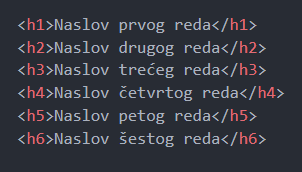 <h1>Naslov prvog reda</h1>
<h2>Naslov drugog reda</h2>
<h3>Naslov trećeg reda</h3>
<h4>Naslov četvrtog reda</h4>
<h5>Naslov petog reda</h5>
<h6>Naslov šestog reda</h6>